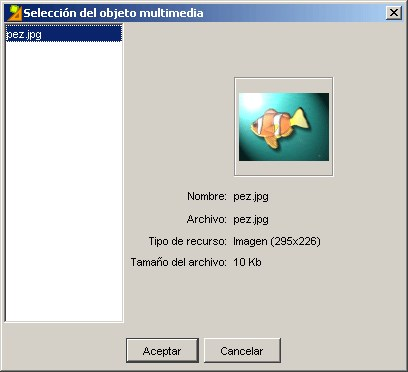 Selección del objeto multimedia
pez.jpg
Nombre: pez.jpg
Archivo: pez.jpg
Tipo de recurso: Imagen (295x226)
Tamaño del archivo: 10 Kb
Aceptar Cancelar